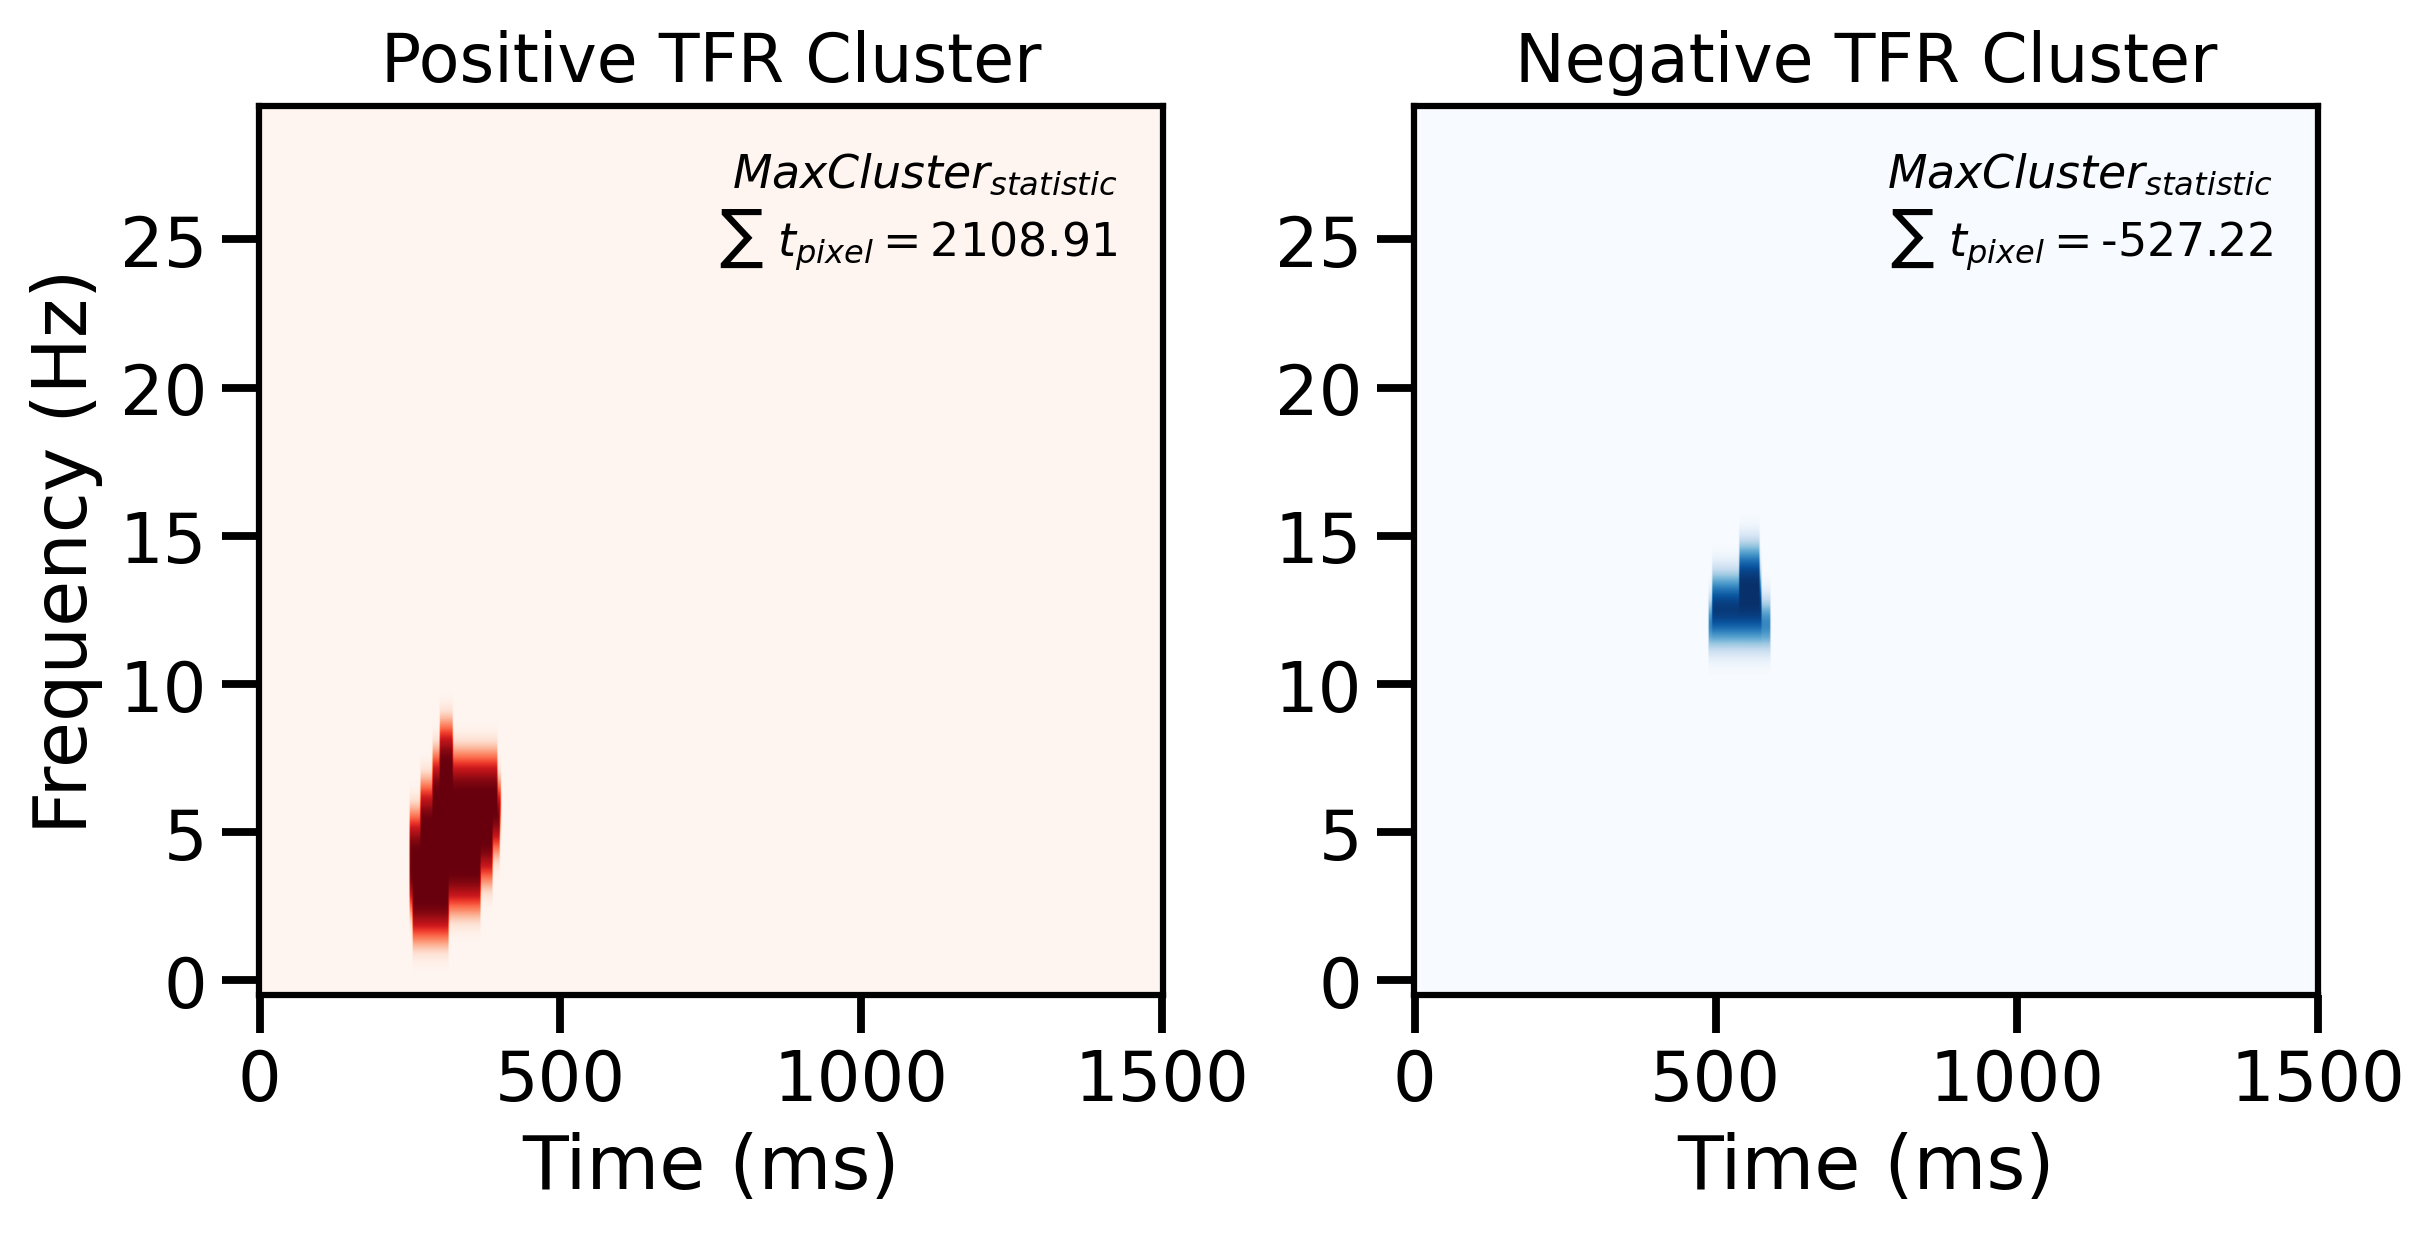 Positive TFR Cluster
MaxCluster_statistic
∑ t_pixel = 2108.91
Frequency (Hz)
25
20
15
10
5
0
0 500 1000 1500
Time (ms)
Negative TFR Cluster
MaxCluster_statistic
∑ t_pixel = -527.22
25
20
15
10
5
0
0 500 1000 1500
Time (ms)